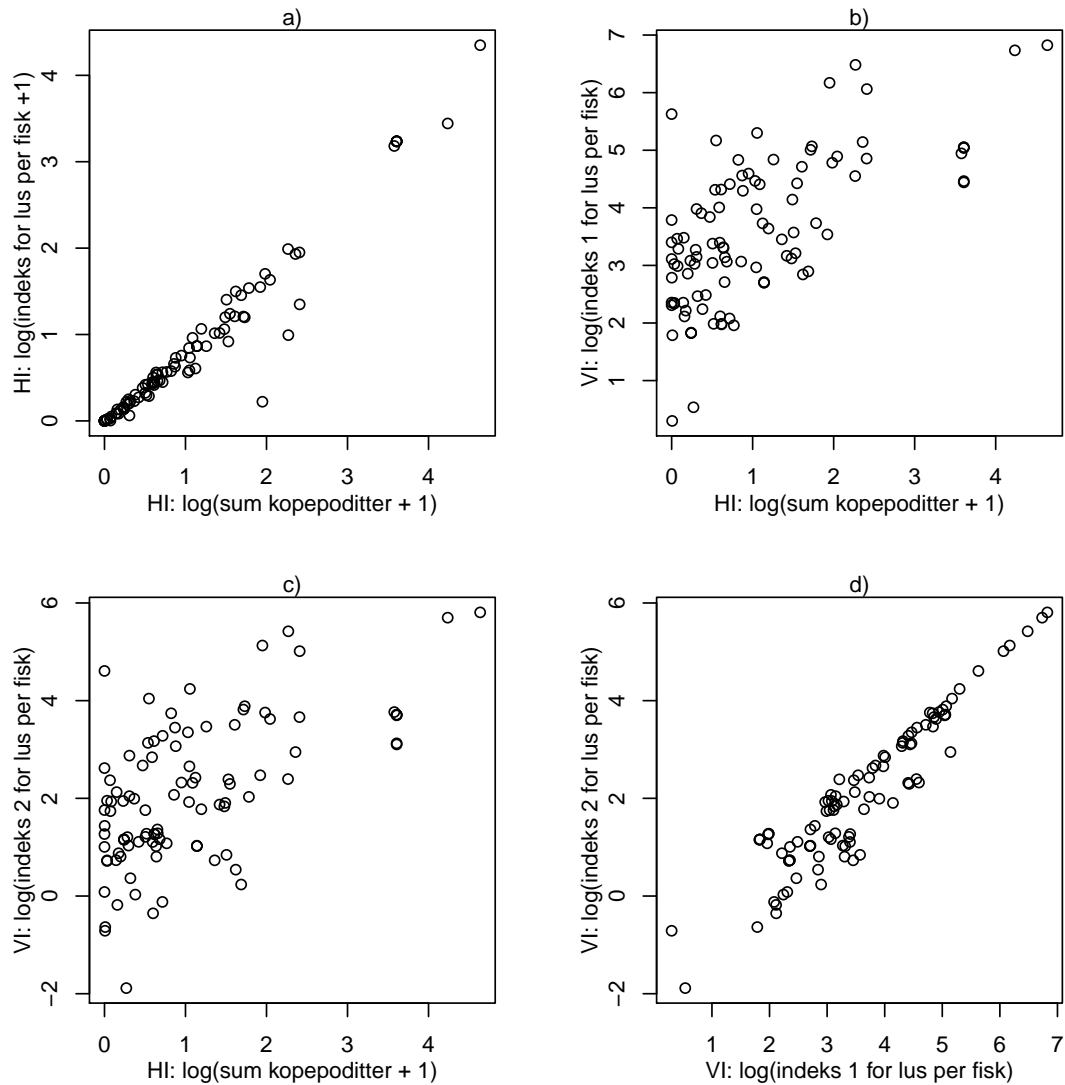 a)
HI: log(indeks for lus per fisk +1)
4
3
2
1
0
0 1 2 3 4
HI: log(sum kopepoditter + 1)
b)
VI: log(indeks 1 for lus per fisk)
7
6
5
4
3
2
1
0 1 2 3 4
HI: log(sum kopepoditter + 1)
c)
VI: log(indeks 2 for lus per fisk)
6
4
2
0
−2
0 1 2 3 4
HI: log(sum kopepoditter + 1)
d)
VI: log(indeks 2 for lus per fisk)
6
4
2
0
−2
1 2 3 4 5 6 7
VI: log(indeks 1 for lus per fisk)